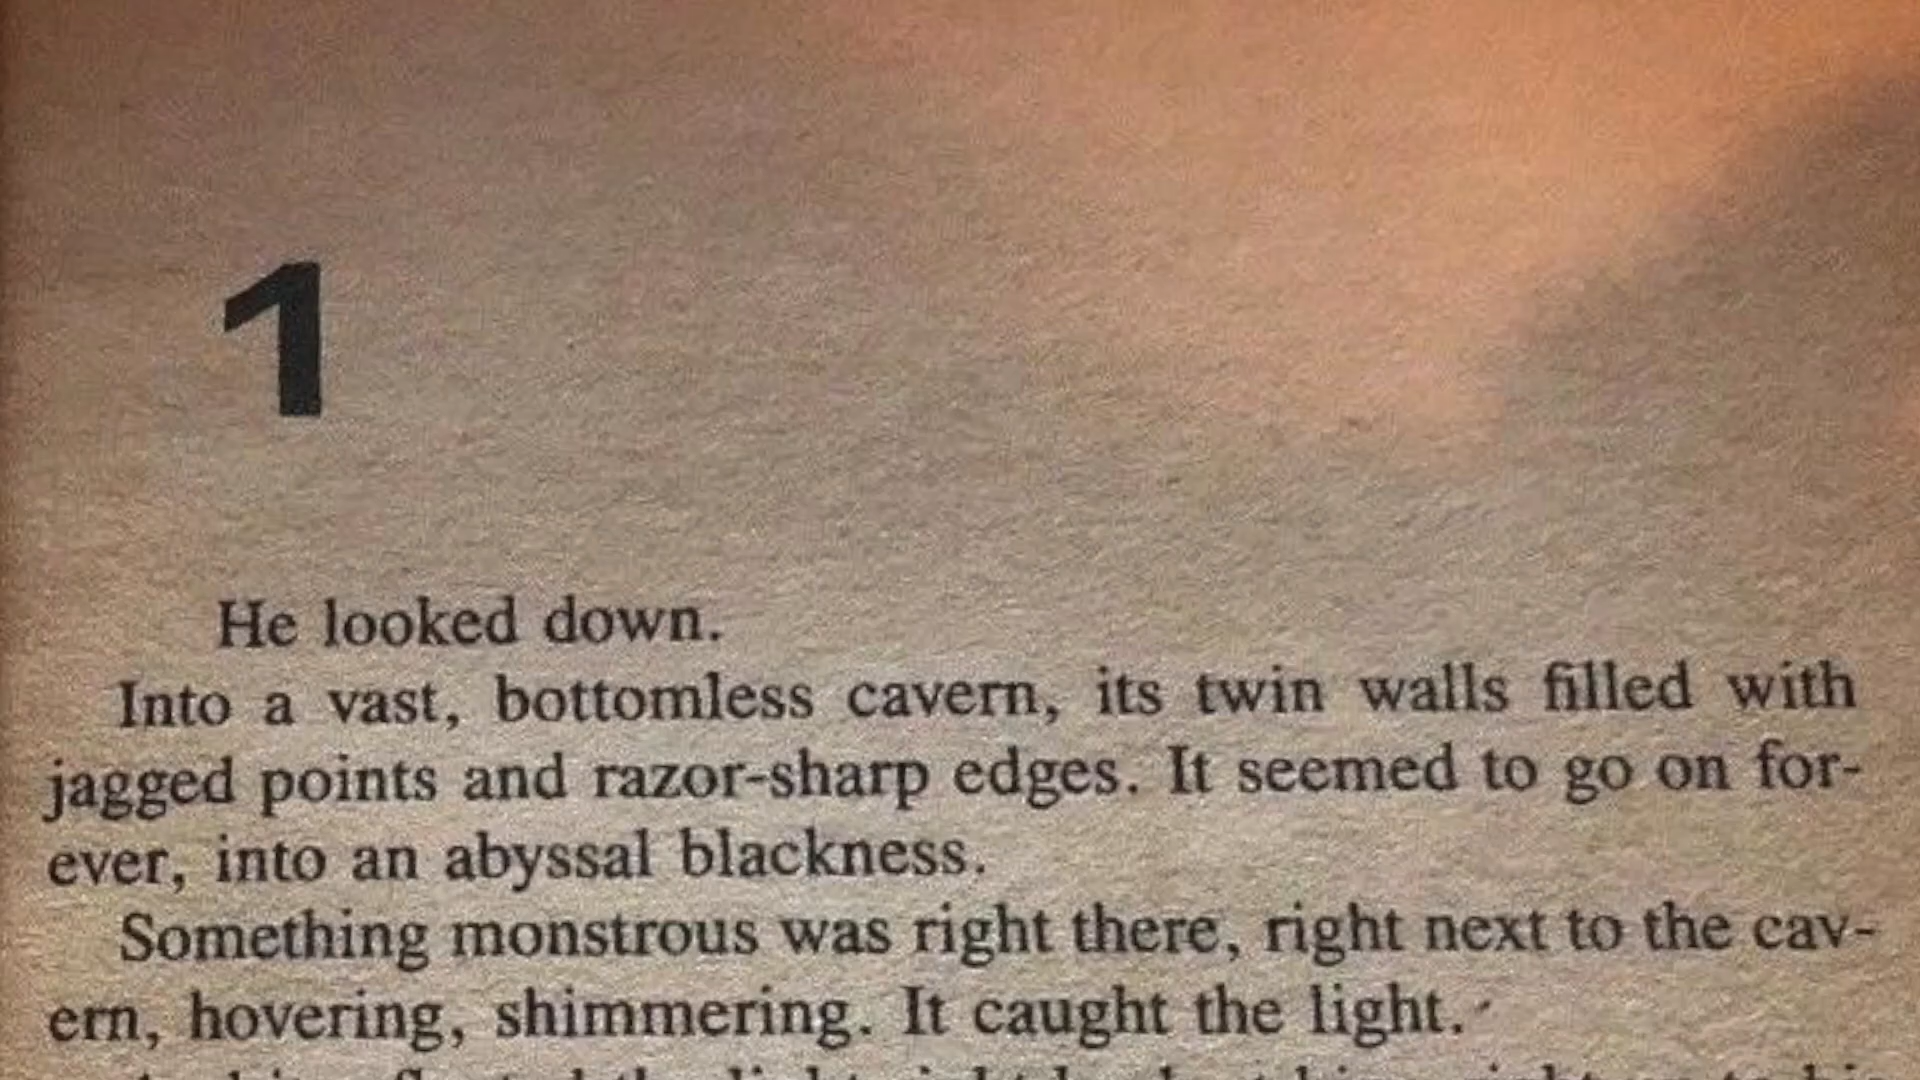 1
He looked down.
Into a vast, bottomless cavern, its twin walls filled with
jagged points and razor-sharp edges. It seemed to go on for-
ever, into an abyssal blackness.
Something monstrous was right there, right next to the cav-
ern, hovering, shimmering. It caught the light.